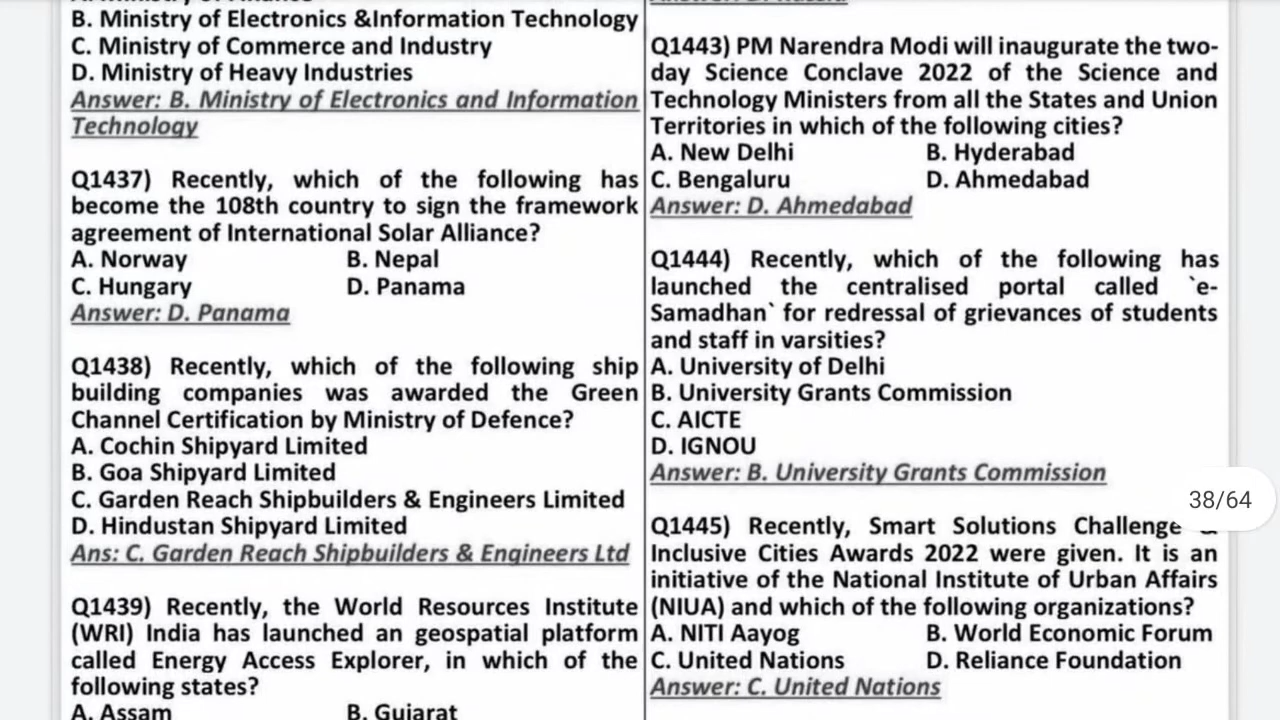 B. Ministry of Electronics &Information Technology
C. Ministry of Commerce and Industry
D. Ministry of Heavy Industries
Answer: B. Ministry of Electronics and Information
Technology
Q1437) Recently, which of the following has
become the 108th country to sign the framework
agreement of International Solar Alliance?
A. Norway B. Nepal
C. Hungary D. Panama
Answer: D. Panama
Q1438) Recently, which of the following ship
building companies was awarded the Green
Channel Certification by Ministry of Defence?
A. Cochin Shipyard Limited
B. Goa Shipyard Limited
C. Garden Reach Shipbuilders & Engineers Limited
D. Hindustan Shipyard Limited
Ans: C. Garden Reach Shipbuilders & Engineers Ltd
Q1439) Recently, the World Resources Institute
(WRI) India has launched an geospatial platform
called Energy Access Explorer, in which of the
following states?
A. Assam B. Gujarat
Q1443) PM Narendra Modi will inaugurate the two-
day Science Conclave 2022 of the Science and
Technology Ministers from all the States and Union
Territories in which of the following cities?
A. New Delhi B. Hyderabad
C. Bengaluru D. Ahmedabad
Answer: D. Ahmedabad
Q1444) Recently, which of the following has
launched the centralised portal called `e-
Samadhan` for redressal of grievances of students
and staff in varsities?
A. University of Delhi
B. University Grants Commission
C. AICTE
D. IGNOU
Answer: B. University Grants Commission
Q1445) Recently, Smart Solutions Challenge
Inclusive Cities Awards 2022 were given. It is an
initiative of the National Institute of Urban Affairs
(NIUA) and which of the following organizations?
A. NITI Aayog B. World Economic Forum
C. United Nations D. Reliance Foundation
Answer: C. United Nations
38/64